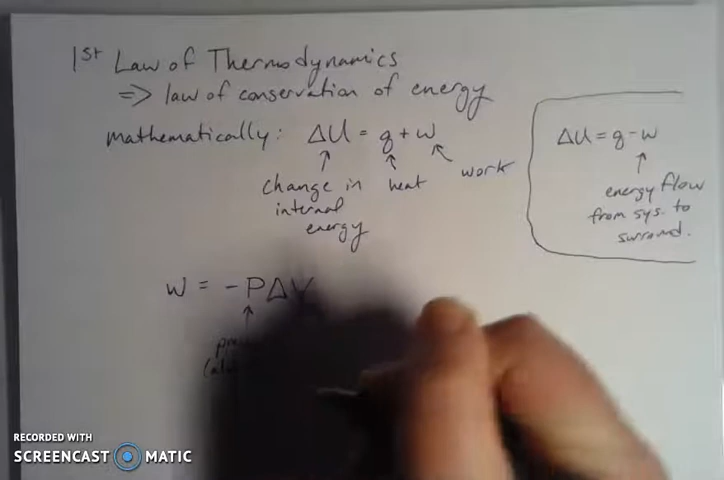 1st Law of Thermodynamics
=> law of conservation of energy
mathematically: ΔU = q + w
change in internal energy
heat
work
ΔU = q - w
energy flow
from sys. to
surround.
w = - PΔV
RECORDED WITH
SCREENCAST MATIC